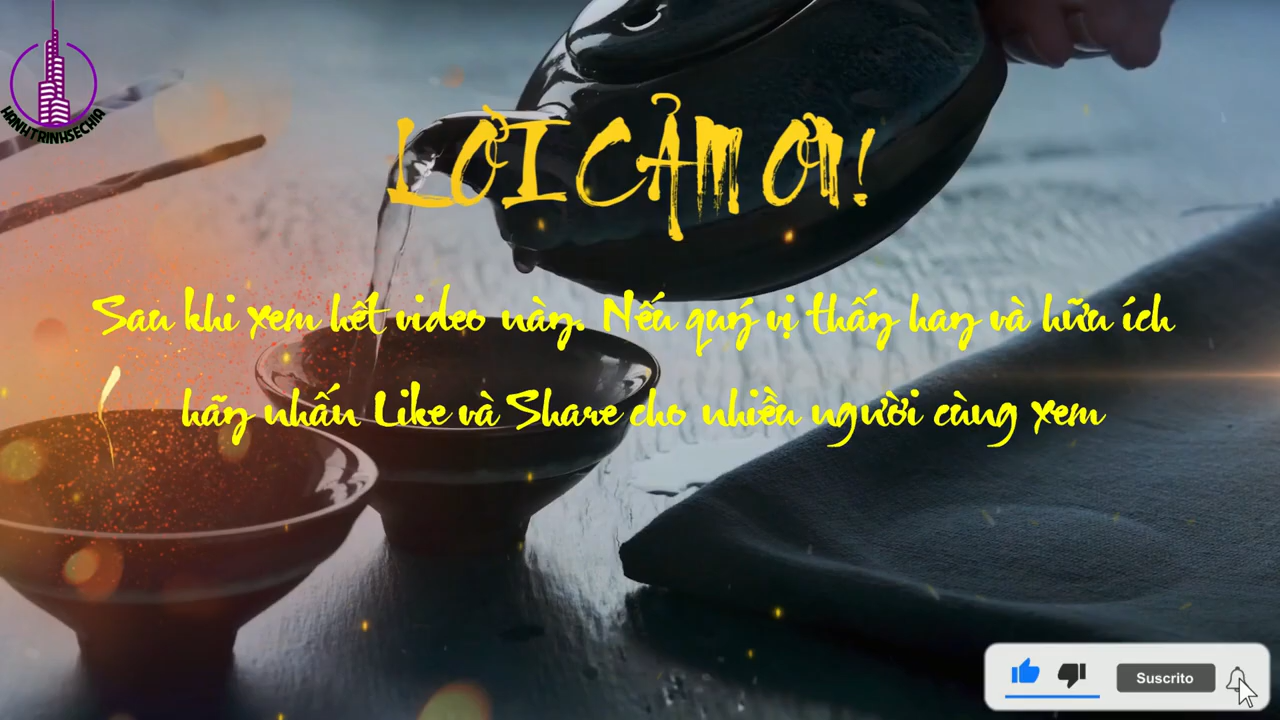 HANHTRINHSECHIA
LỜI CẢM ƠN!
Sau khi xem hết video này. Nếu quý vị thấy hay và hữu ích
hãy nhấn Like và Share cho nhiều người cùng xem
Suscrito